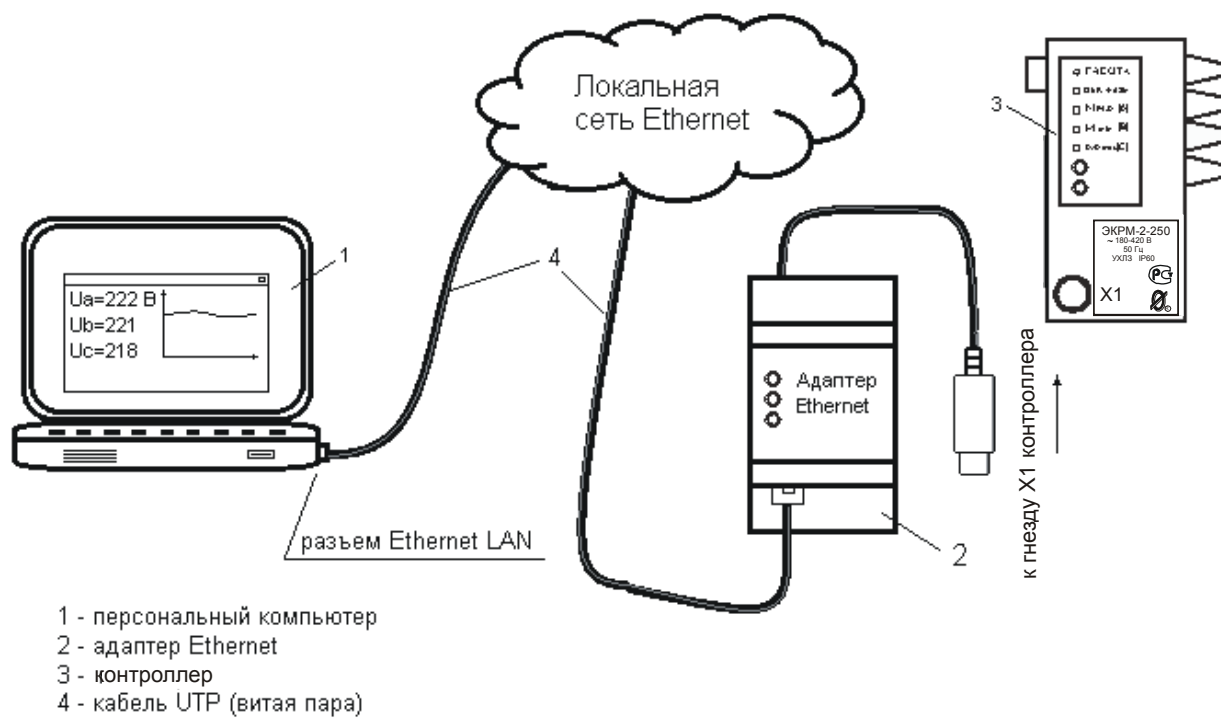 Локальная
сеть Ethernet
3
ЭКРМ-2-250
~ 180-420 В
50 Гц
УХЛ3 IP60
X1
1
4
Ua=222 В
Ub=221
Uc=218
Адаптер
Ethernet
к гнезду X1 контроллера
разъем Ethernet LAN
2
1 - персональный компьютер
2 - адаптер Ethernet
3 - контроллер
4 - кабель UTP (витая пара)